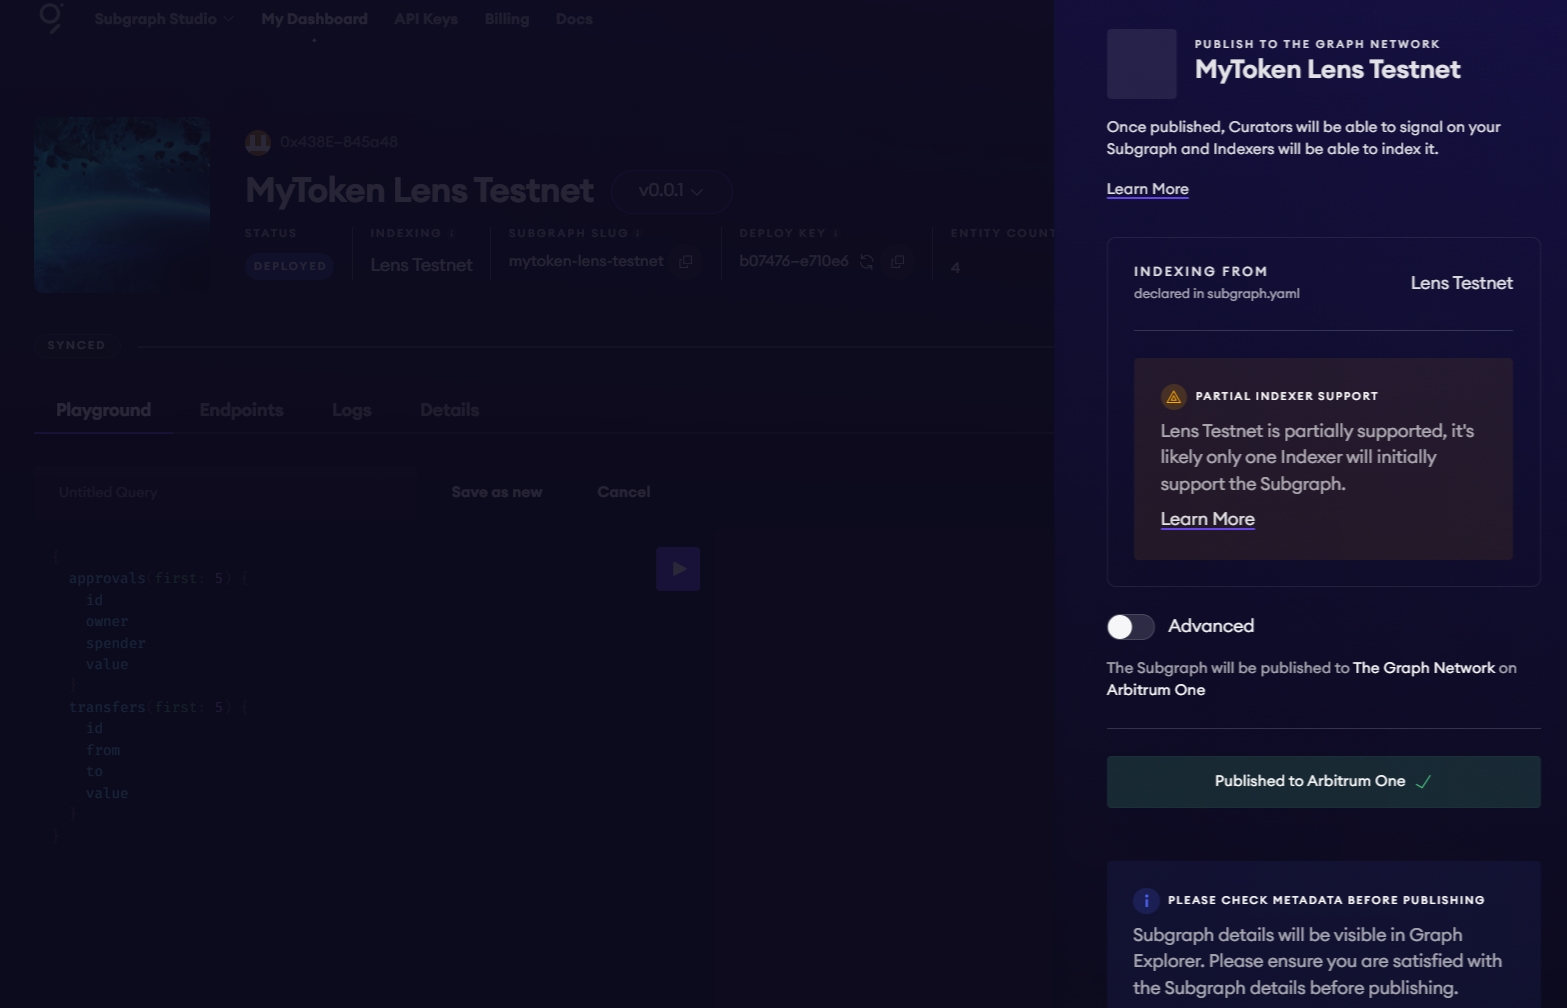 Subgraph Studio
My Dashboard
API Keys
Billing
Docs
0x438E-845a48
MyToken Lens Testnet
v0.0.1
STATUS
DEPLOYED
INDEXING
Lens Testnet
SUBGRAPH SLUG
mytoken-lens-testnet
DEPLOY KEY
b07476-e710e6
ENTITY COUNT
4
SYNCED
Playground
Endpoints
Logs
Details
Untitled Query
Save as new
Cancel
{
approvals(first: 5) {
id
owner
spender
value
}
transfers(first: 5) {
id
from
to
value
}
}
PUBLISH TO THE GRAPH NETWORK
MyToken Lens Testnet
Once published, Curators will be able to signal on your
Subgraph and Indexers will be able to index it.
Learn More
INDEXING FROM
declared in subgraph.yaml
Lens Testnet
PARTIAL INDEXER SUPPORT
Lens Testnet is partially supported, it's
likely only one Indexer will initially
support the Subgraph.
Learn More
Advanced
The Subgraph will be published to The Graph Network on
Arbitrum One
Published to Arbitrum One
PLEASE CHECK METADATA BEFORE PUBLISHING
Subgraph details will be visible in Graph
Explorer. Please ensure you are satisfied with
the Subgraph details before publishing.